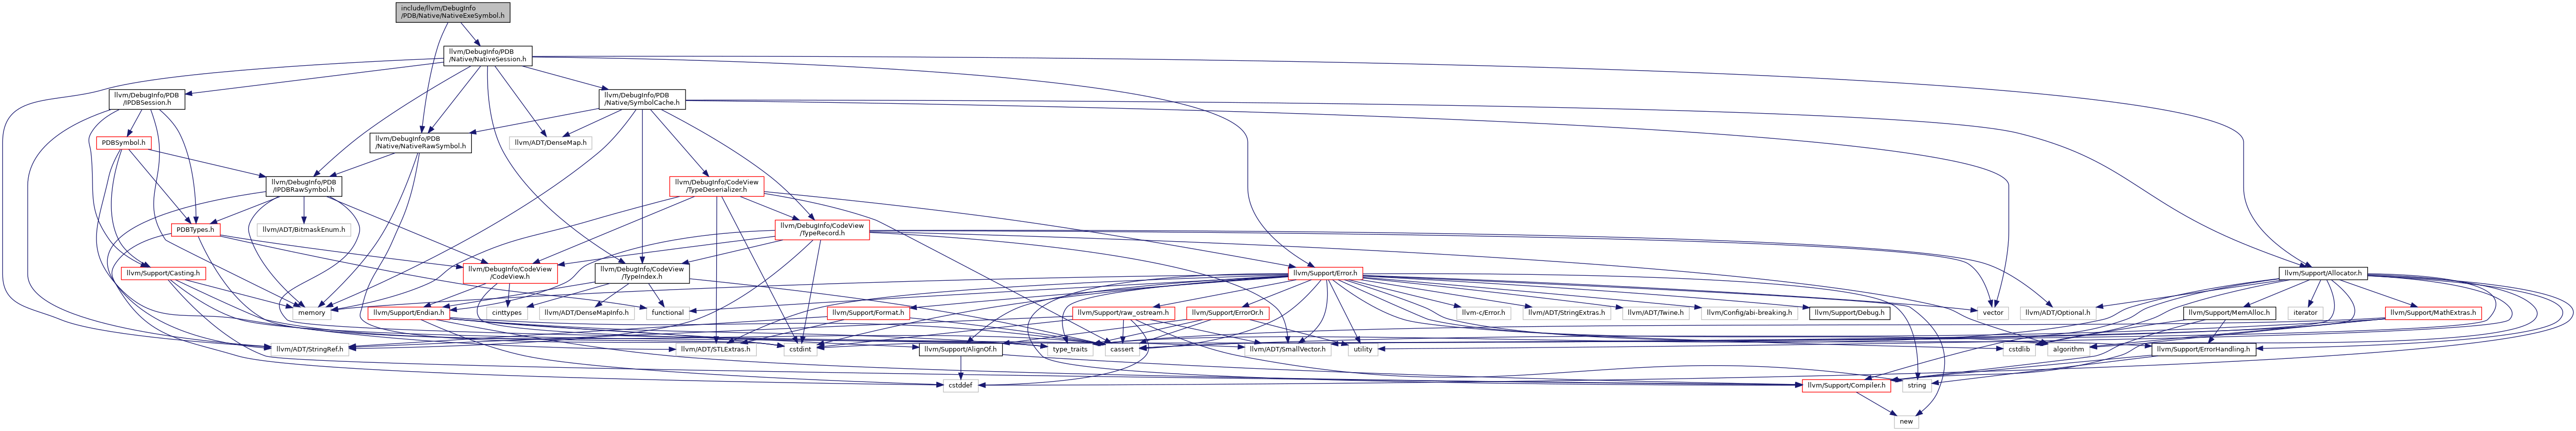 include/llvm/DebugInfo
/PDB/Native/NativeExeSymbol.h
llvm/DebugInfo/PDB
/Native/NativeSession.h
llvm/DebugInfo/PDB
/IPDBSession.h
llvm/DebugInfo/PDB
/Native/SymbolCache.h
PDBSymbol.h
llvm/DebugInfo/PDB
/Native/NativeRawSymbol.h
llvm/ADT/DenseMap.h
llvm/DebugInfo/PDB
/IPDBRawSymbol.h
llvm/DebugInfo/CodeView
/TypeDeserializer.h
PDBTypes.h
llvm/ADT/BitmaskEnum.h
llvm/DebugInfo/CodeView
/TypeRecord.h
llvm/Support/Casting.h
llvm/DebugInfo/CodeView
/CodeView.h
llvm/DebugInfo/CodeView
/TypeIndex.h
llvm/Support/Error.h
llvm/Support/Allocator.h
memory
llvm/Support/Endian.h
cinttypes
llvm/ADT/DenseMapInfo.h
functional
llvm/Support/Format.h
llvm/Support/raw_ostream.h
llvm/Support/ErrorOr.h
llvm-c/Error.h
llvm/ADT/StringExtras.h
llvm/ADT/Twine.h
llvm/Config/abi-breaking.h
llvm/Support/Debug.h
vector
llvm/ADT/Optional.h
llvm/Support/MemAlloc.h
iterator
llvm/Support/MathExtras.h
llvm/ADT/StringRef.h
llvm/ADT/STLExtras.h
cstdint
llvm/Support/AlignOf.h
type_traits
cassert
llvm/ADT/SmallVector.h
utility
cstdlib
algorithm
llvm/Support/ErrorHandling.h
cstddef
llvm/Support/Compiler.h
string
new